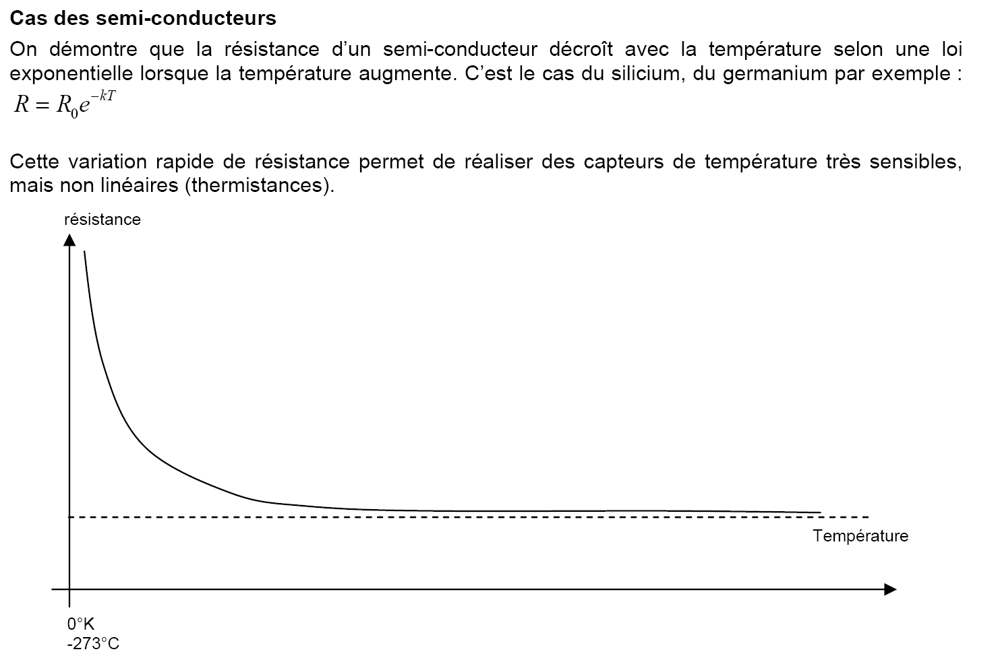 Cas des semi-conducteurs
On démontre que la résistance d’un semi-conducteur décroît avec la température selon une loi
exponentielle lorsque la température augmente. C’est le cas du silicium, du germanium par exemple :
R = R₀e^{-kT}
Cette variation rapide de résistance permet de réaliser des capteurs de température très sensibles,
mais non linéaires (thermistances).
résistance
Température
0°K
-273°C